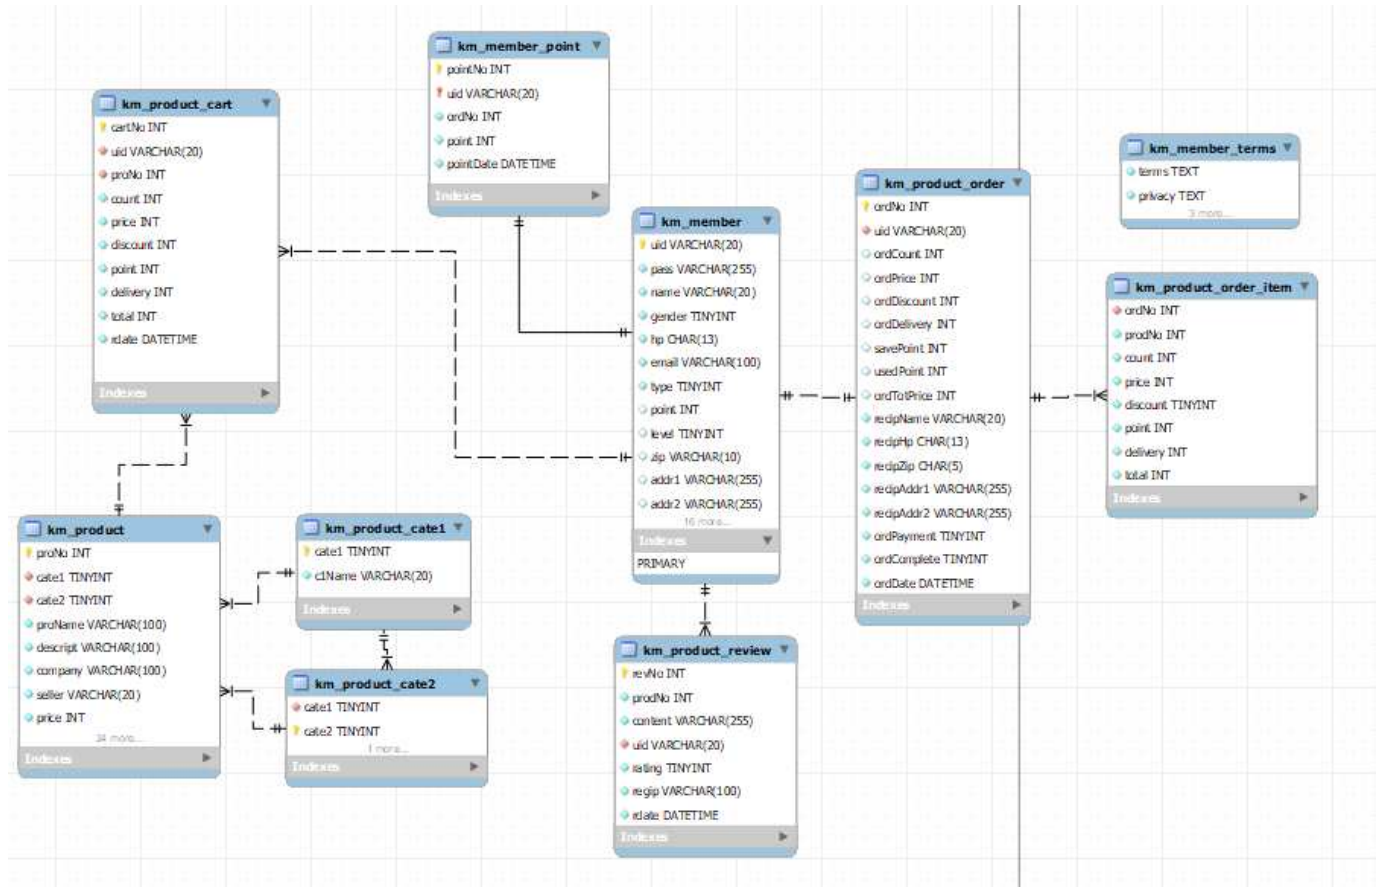 km_member_point
pointNo INT
uid VARCHAR(20)
ordNo INT
point INT
pointDate DATETIME
Indexes
km_product_cart
cartNo INT
uid VARCHAR(20)
proNo INT
count INT
price INT
discount INT
point INT
delivery INT
total INT
rdate DATETIME
Indexes
km_member
uid VARCHAR(20)
pass VARCHAR(255)
name VARCHAR(20)
gender TINYINT
hp CHAR(13)
email VARCHAR(100)
type TINYINT
point INT
level TINYINT
zip VARCHAR(10)
addr1 VARCHAR(255)
addr2 VARCHAR(255)
16 more...
Indexes
PRIMARY
km_product_order
ordNo INT
uid VARCHAR(20)
ordCount INT
ordPrice INT
ordDiscount INT
ordDelivery INT
savePoint INT
usedPoint INT
ordTotPrice INT
recipName VARCHAR(20)
recipHp CHAR(13)
recipZip CHAR(5)
recipAddr1 VARCHAR(255)
recipAddr2 VARCHAR(255)
ordPayment TINYINT
ordComplete TINYINT
ordDate DATETIME
Indexes
km_member_terms
terms TEXT
privacy TEXT
3 more...
km_product_order_item
ordNo INT
prodNo INT
count INT
price INT
discount TINYINT
point INT
delivery INT
total INT
Indexes
km_product
proNo INT
cate1 TINYINT
cate2 TINYINT
proName VARCHAR(100)
descript VARCHAR(100)
company VARCHAR(100)
seller VARCHAR(20)
price INT
34 more...
Indexes
km_product_cate1
cate1 TINYINT
c1Name VARCHAR(20)
Indexes
km_product_cate2
cate1 TINYINT
cate2 TINYINT
1 more...
Indexes
km_product_review
revNo INT
prodNo INT
content VARCHAR(255)
uid VARCHAR(20)
rating TINYINT
regip VARCHAR(100)
rdate DATETIME
Indexes